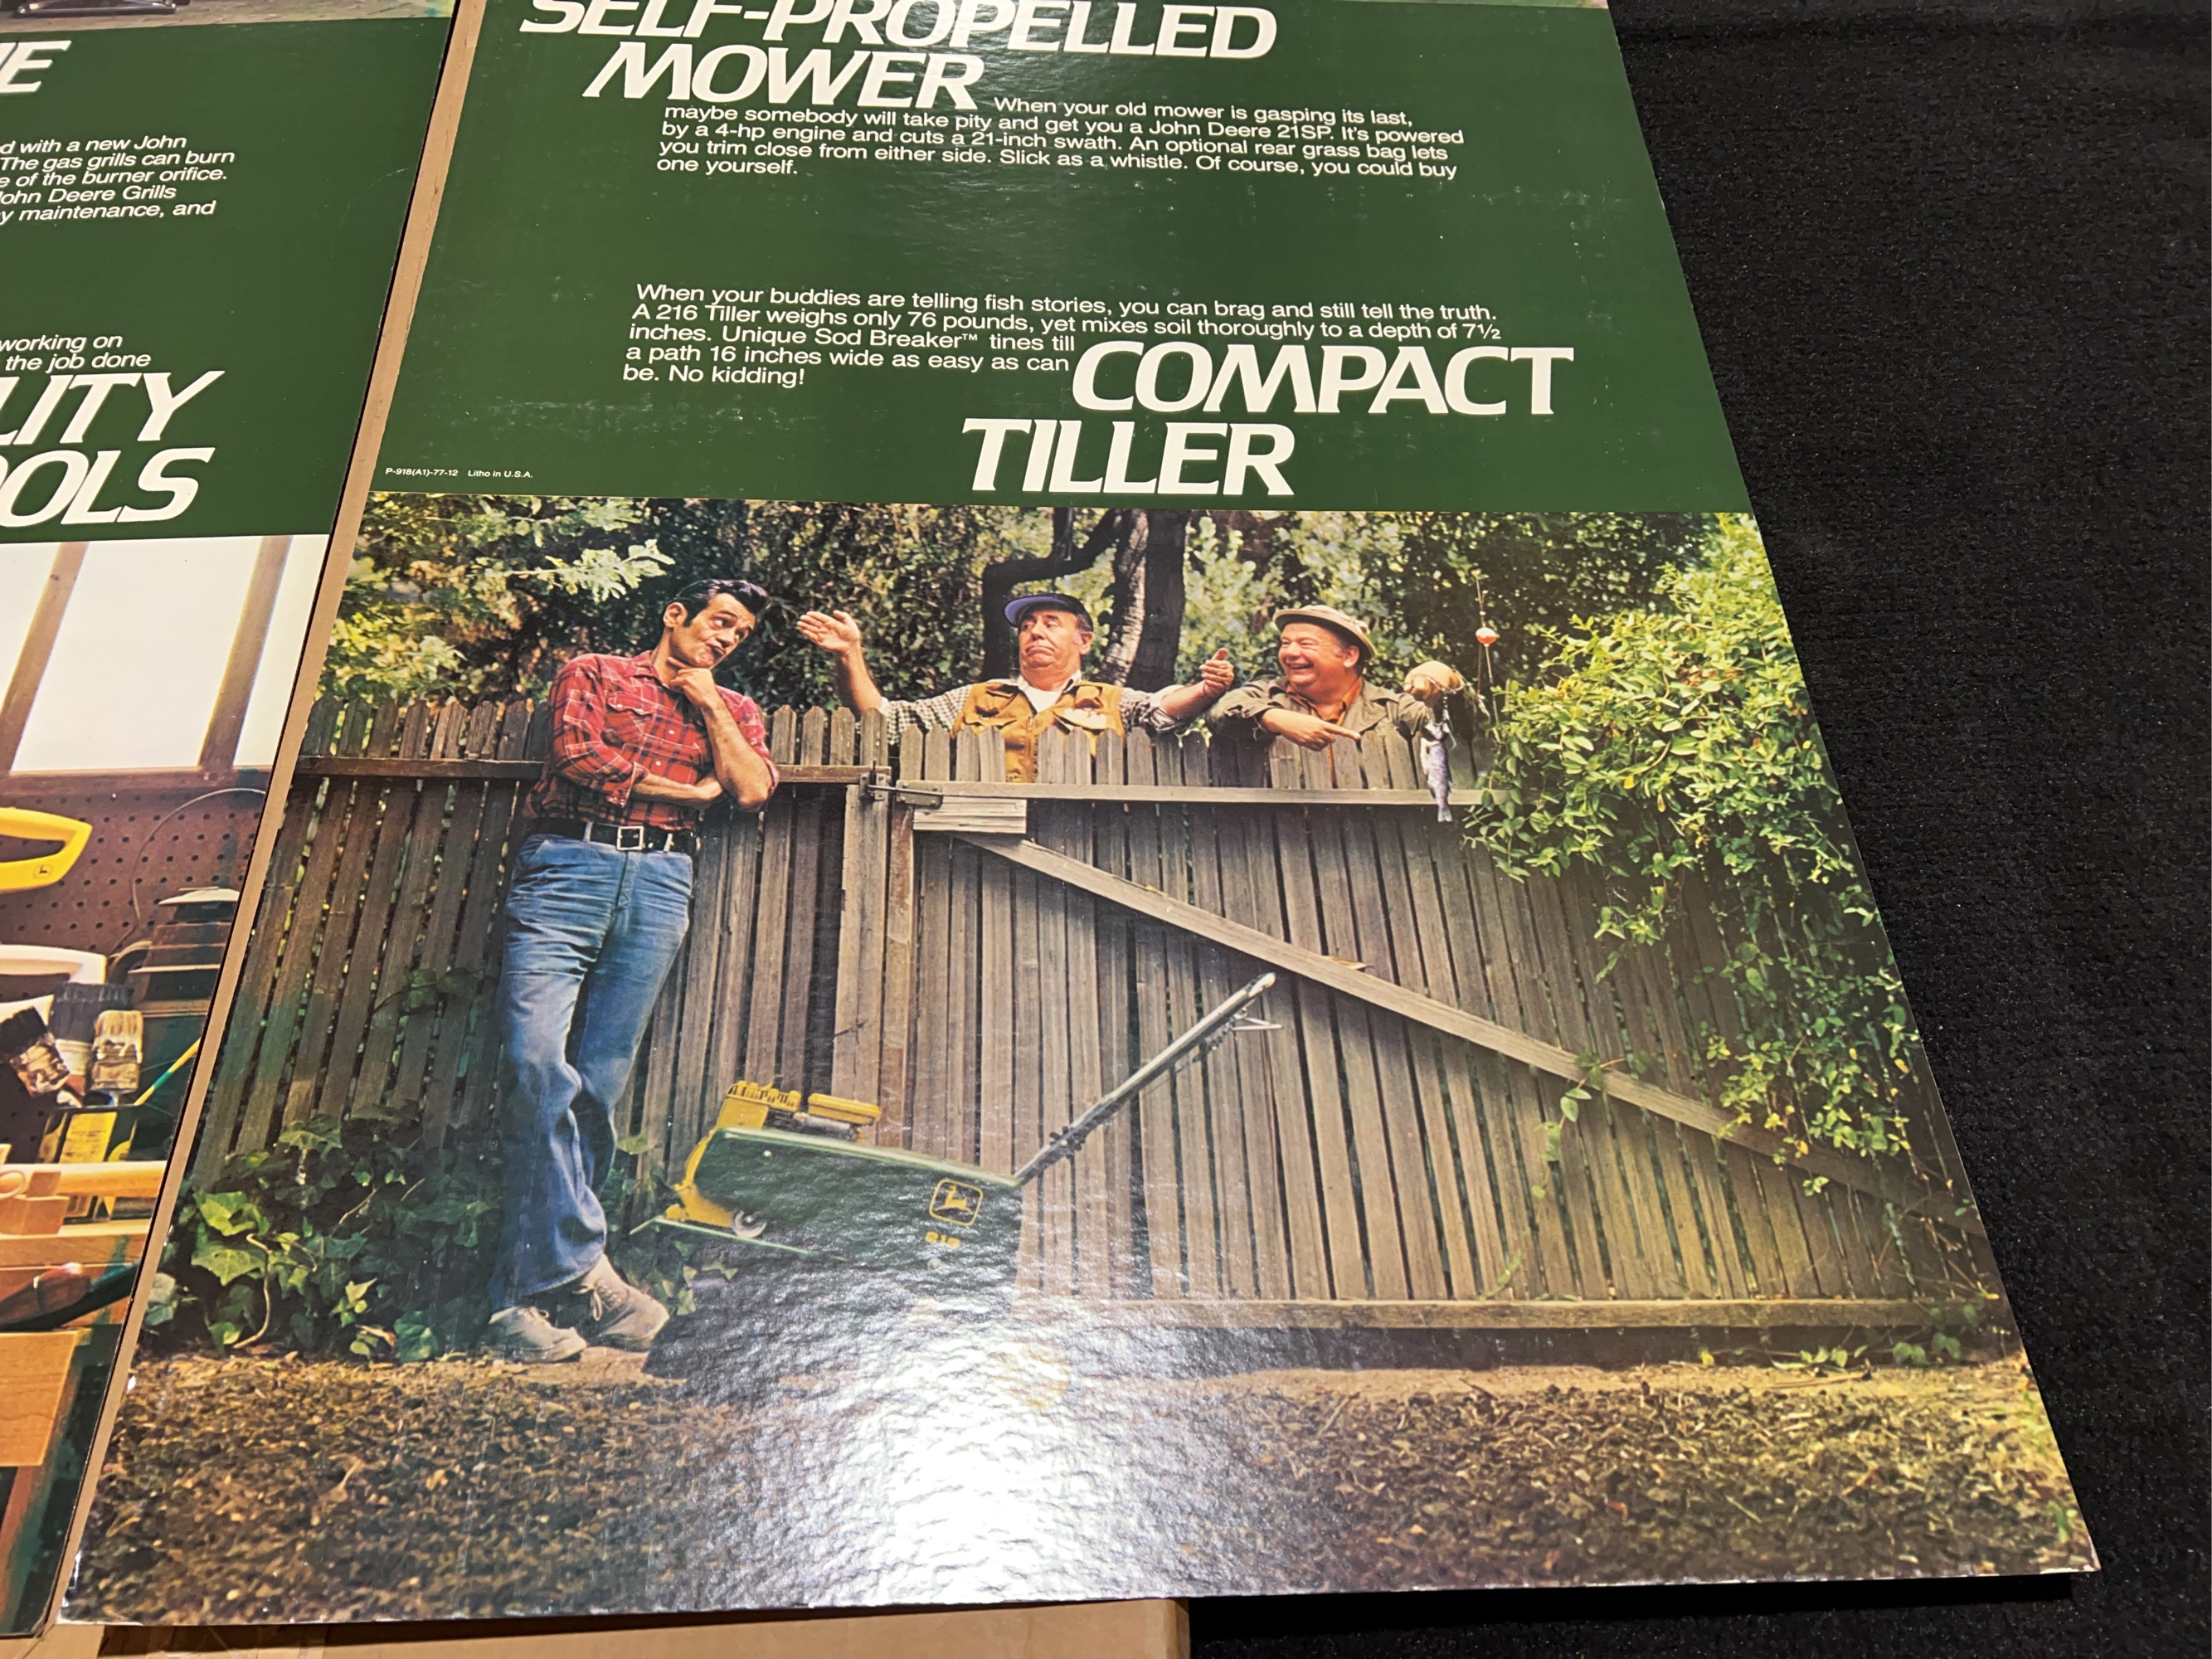 E
d with a new John
The gas grills can burn
e of the burner orifice.
John Deere Grills
y maintenance, and
working on
the job done
LITY
OOLS
SELF-PROPELLED
MOWER When your old mower is gasping its last,
maybe somebody will take pity and get you a John Deere 21SP. It's powered
by a 4-hp engine and cuts a 21-inch swath. An optional rear grass bag lets
you trim close from either side. Slick as a whistle. Of course, you could buy
one yourself.
When your buddies are telling fish stories, you can brag and still tell the truth.
A 216 Tiller weighs only 76 pounds, yet mixes soil thoroughly to a depth of 7½
inches. Unique Sod Breaker™ tines till
a path 16 inches wide as easy as can
be. No kidding!
COMPACT
TILLER
P-918(A1)-77-12 Litho in U.S.A.
216